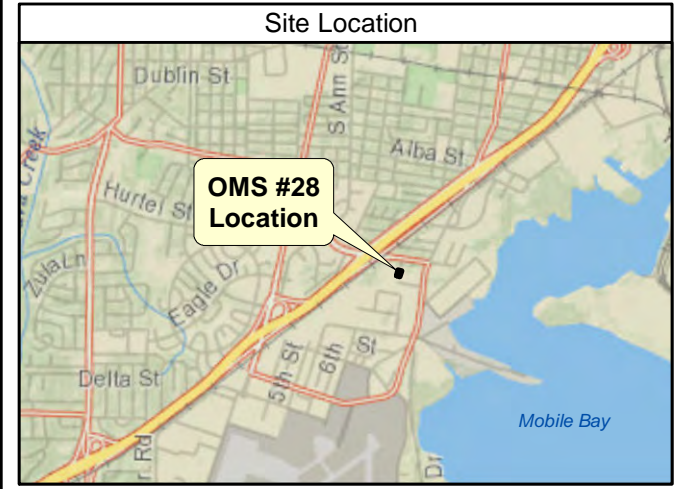 Site Location
Dublin St
S Ann St
Alba St
Creek
Hurtel St
OMS #28
Location
Zula Ln
Eagle Dr
5th St
6th St
Della St
Mobile Bay
Rd
Dr